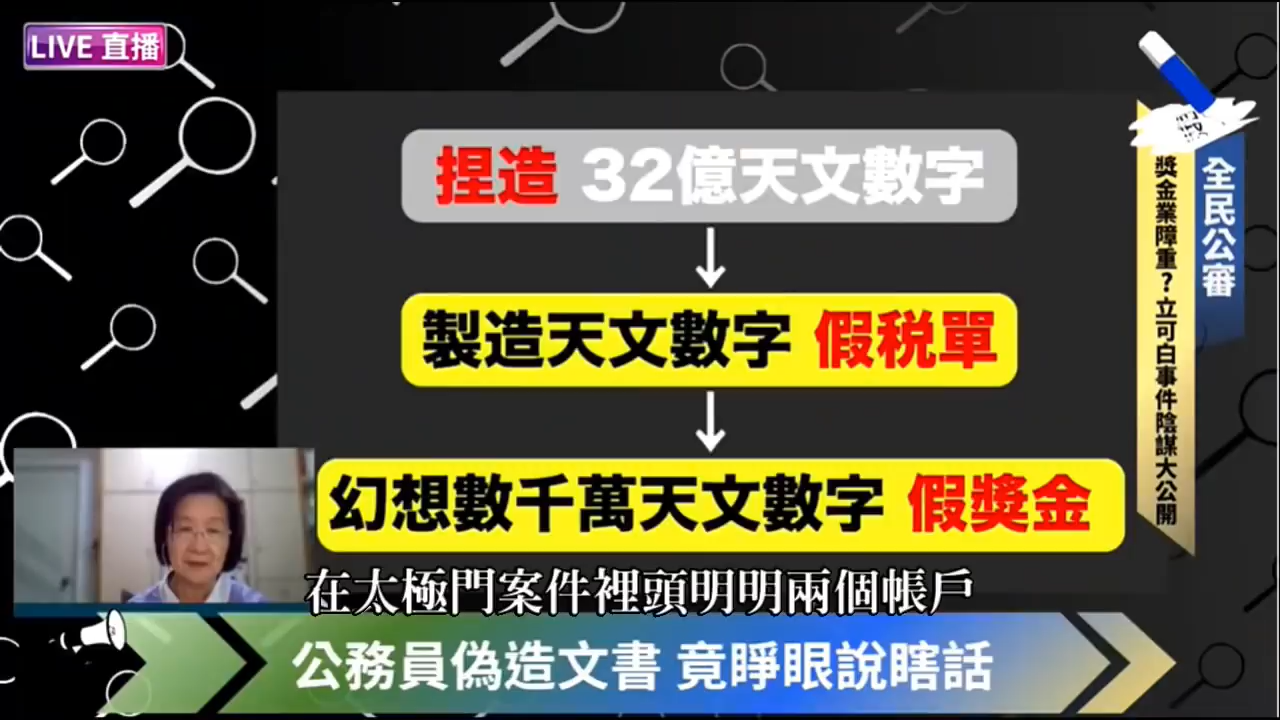 LIVE 直播
捏造 32億天文數字
製造天文數字 假税單
幻想數千萬天文數字 假獎金
全民公審
獎金業障重？立可白事件陰謀大公開
在太極門案件裡頭明明兩個帳戶
公務員偽造文書 竟睜眼說瞎話